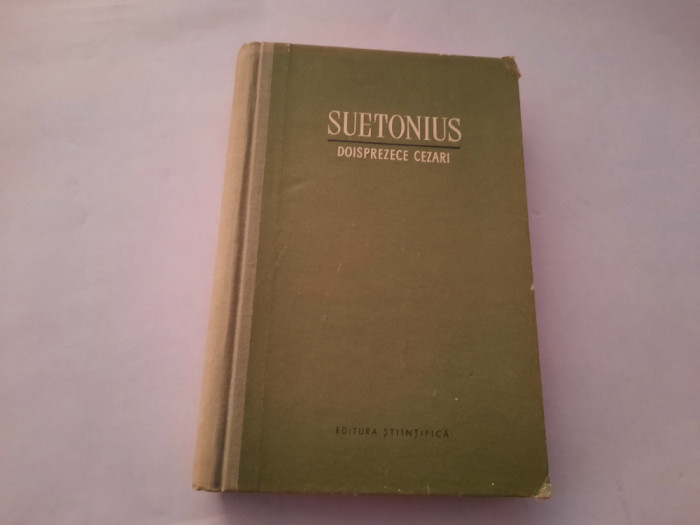 SUETONIUS
DOISPREZECE CEZARI
EDITURA ȘTIINȚIFICĂ